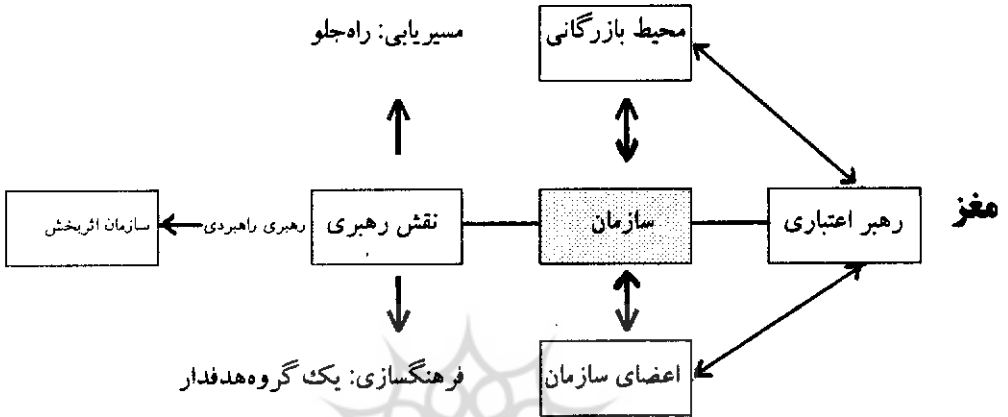 محیط بازرگانی
مسیریابی: راه‌جلو
مغز
رهبر اعتباری
سازمان
نقش رهبری
رهبری راهبردی
سازمان اثربخش
اعضای سازمان
فرهنگسازی: یک گروه‌هدفدار